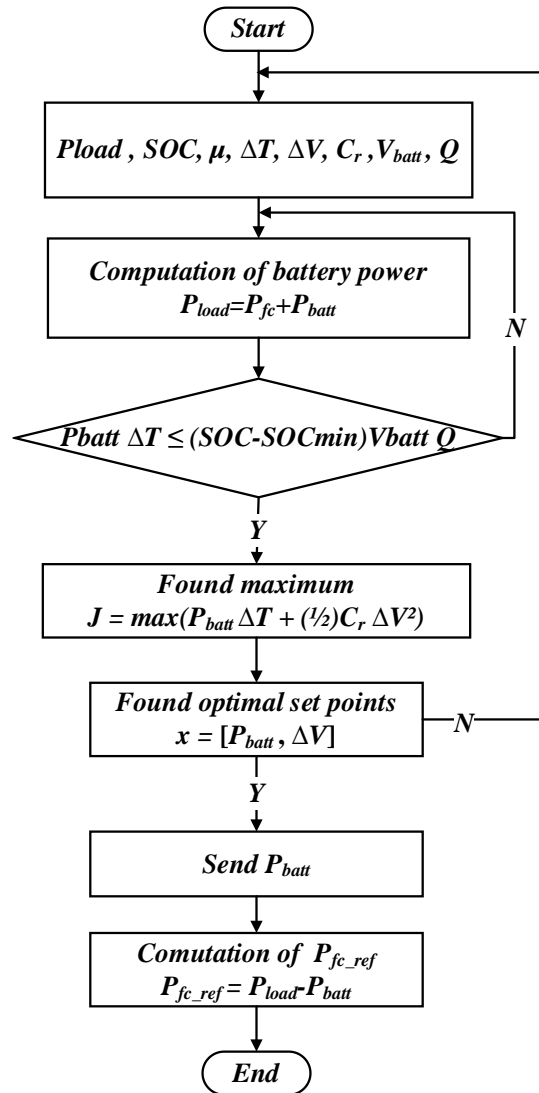 Start
Pload , SOC, µ, ΔT, ΔV, Cr ,Vbatt, Q
Computation of battery power
Pload=Pfc+Pbatt
N
Pbatt ΔT ≤ (SOC-SOCmin)Vbatt Q
Y
Found maximum
J = max(Pbatt ΔT + (½)Cr ΔV²)
Found optimal set points
x = [Pbatt , ΔV]
N
Y
Send Pbatt
Comutation of Pfc_ref
Pfc_ref = Pload-Pbatt
End